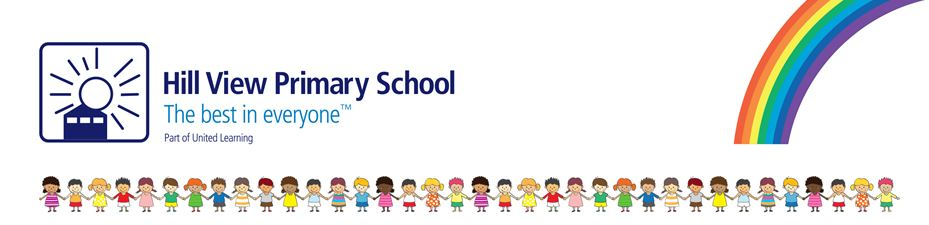 Hill View Primary School
The best in everyone™
Part of United Learning